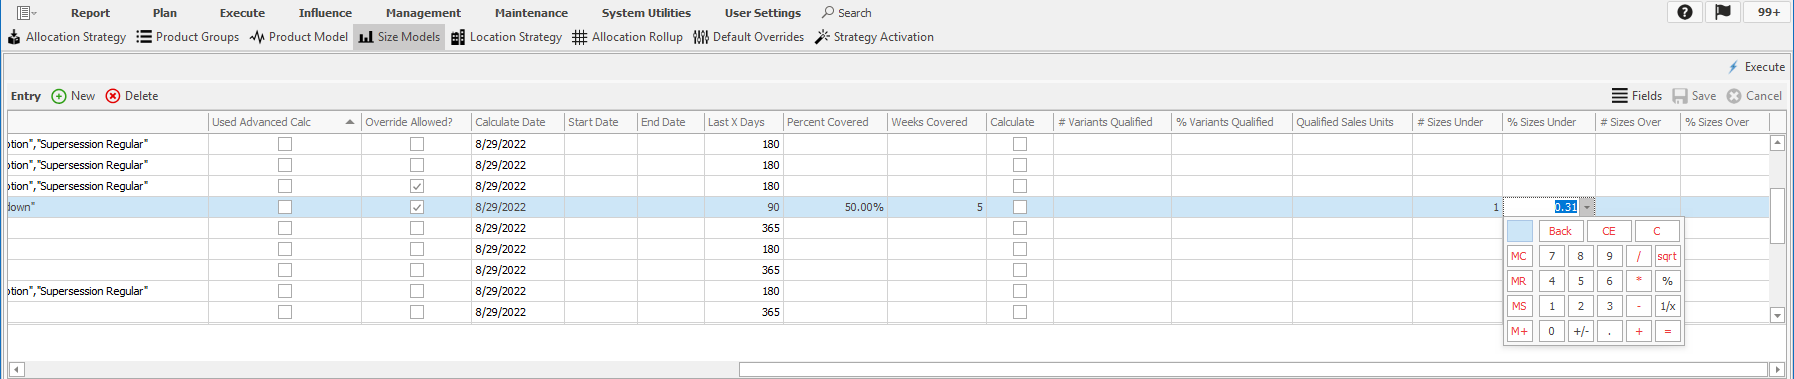 Report Plan Execute Influence Management Maintenance System Utilities User Settings Search 99+
Allocation Strategy Product Groups Product Model Size Models Location Strategy Allocation Rollup Default Overrides Strategy Activation
Execute
Entry New Delete Fields Save Cancel
Used Advanced Calc Override Allowed? Calculate Date Start Date End Date Last X Days Percent Covered Weeks Covered Calculate # Variants Qualified % Variants Qualified Qualified Sales Units # Sizes Under % Sizes Under # Sizes Over % Sizes Over
otion","Supersession Regular" 8/29/2022 180
otion","Supersession Regular" 8/29/2022 180
otion","Supersession Regular" 8/29/2022 180
down" 8/29/2022 90 50.00% 5 1 0.31
8/29/2022 365
8/29/2022 180
8/29/2022 365
otion","Supersession Regular" 8/29/2022 180
8/29/2022 365
Back CE C
MC 7 8 9 / sqrt
MR 4 5 6 * %
MS 1 2 3 - 1/x
M+ 0 +/- . + =